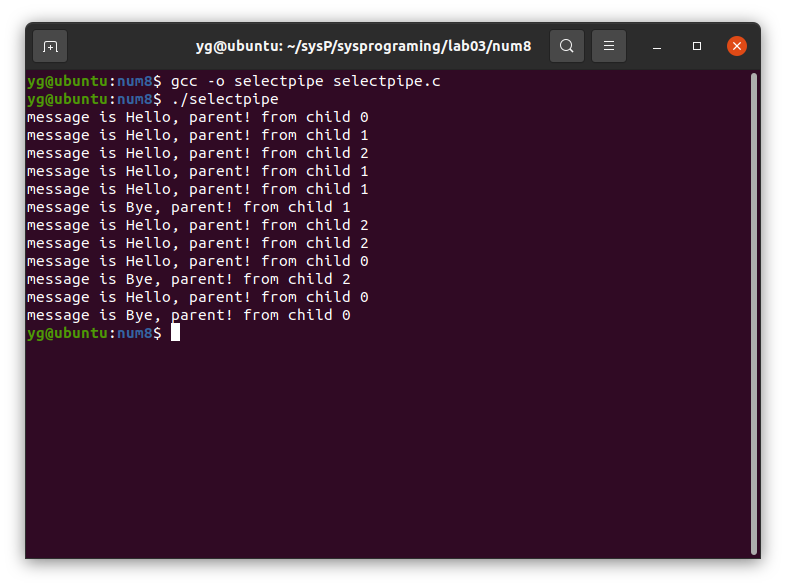 yg@ubuntu: ~/sysP/sysprograming/lab03/num8
yg@ubuntu:num8$ gcc -o selectpipe selectpipe.c
yg@ubuntu:num8$ ./selectpipe
message is Hello, parent! from child 0
message is Hello, parent! from child 1
message is Hello, parent! from child 2
message is Hello, parent! from child 1
message is Hello, parent! from child 1
message is Bye, parent! from child 1
message is Hello, parent! from child 2
message is Hello, parent! from child 2
message is Hello, parent! from child 0
message is Bye, parent! from child 2
message is Hello, parent! from child 0
message is Bye, parent! from child 0
yg@ubuntu:num8$